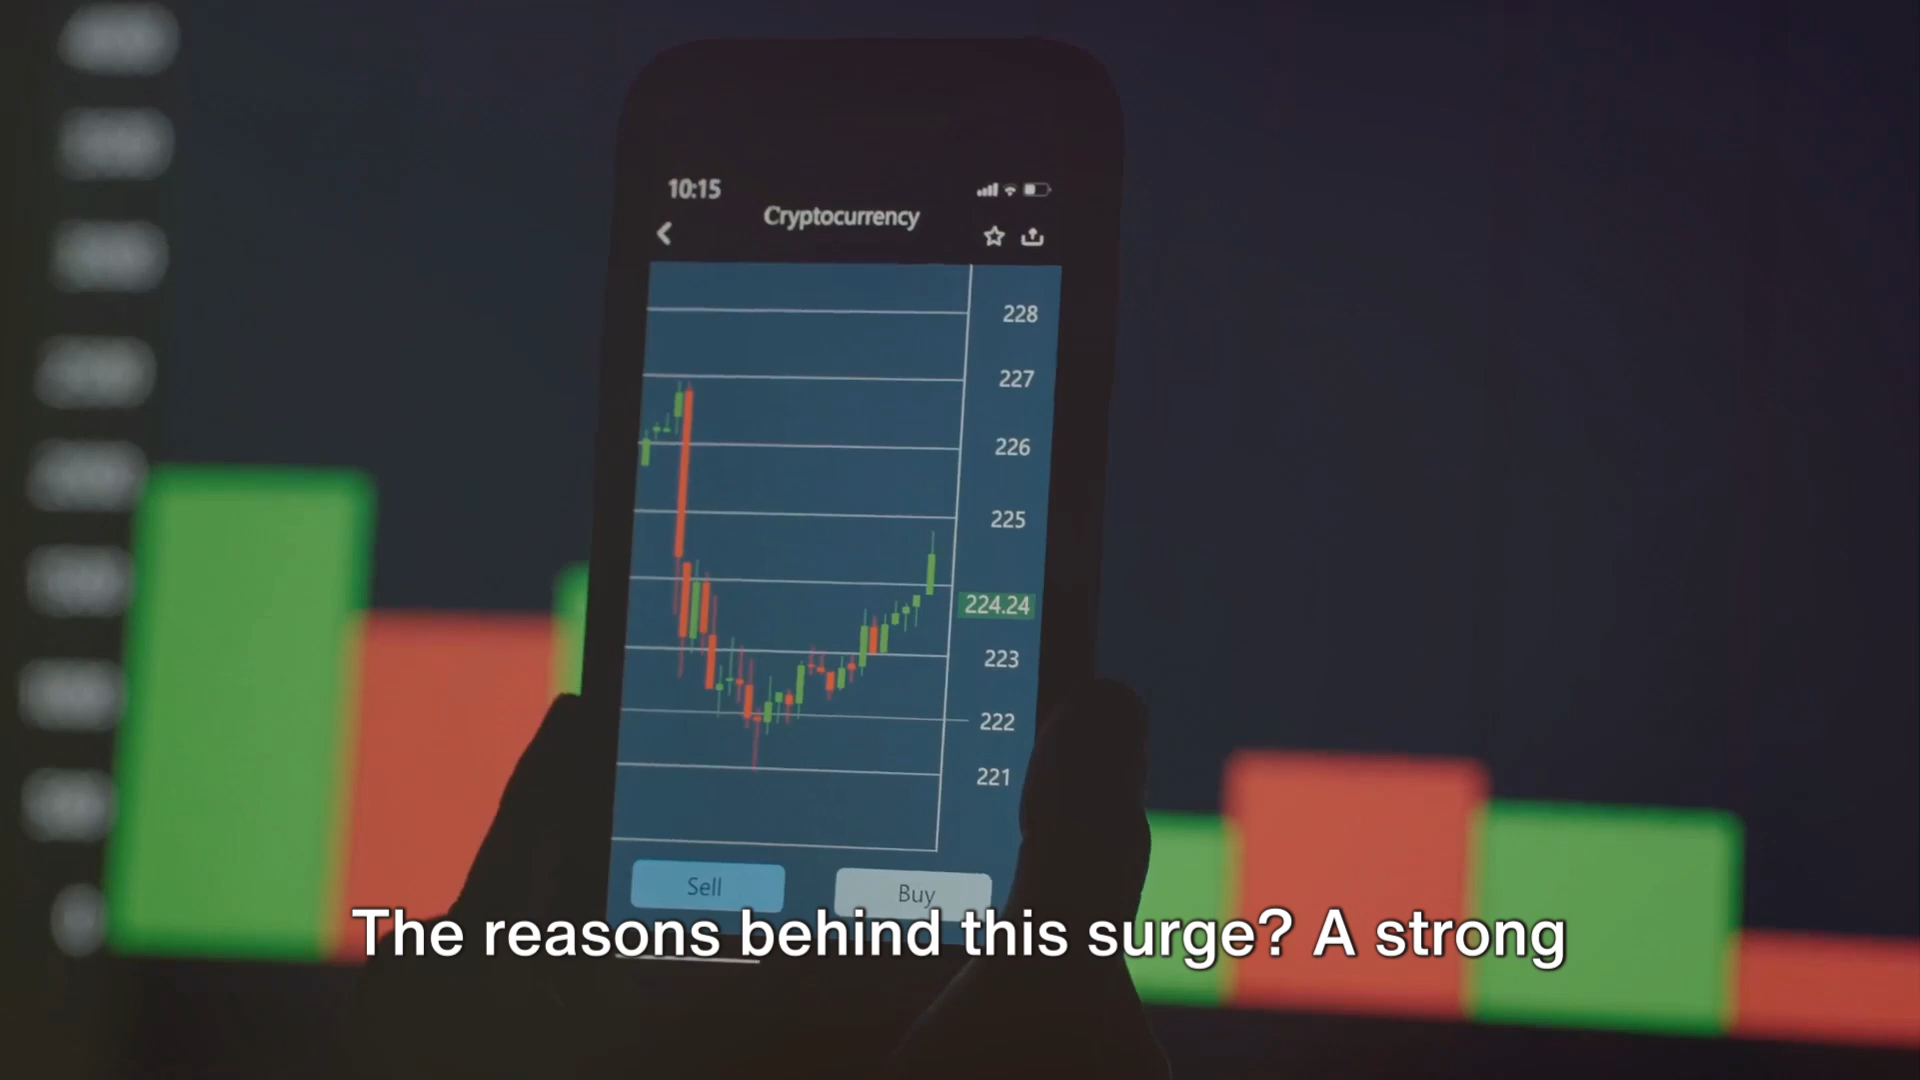 10:15
Cryptocurrency
228
227
226
225
224.24
223
222
221
Sell
Buy
The reasons behind this surge? A strong